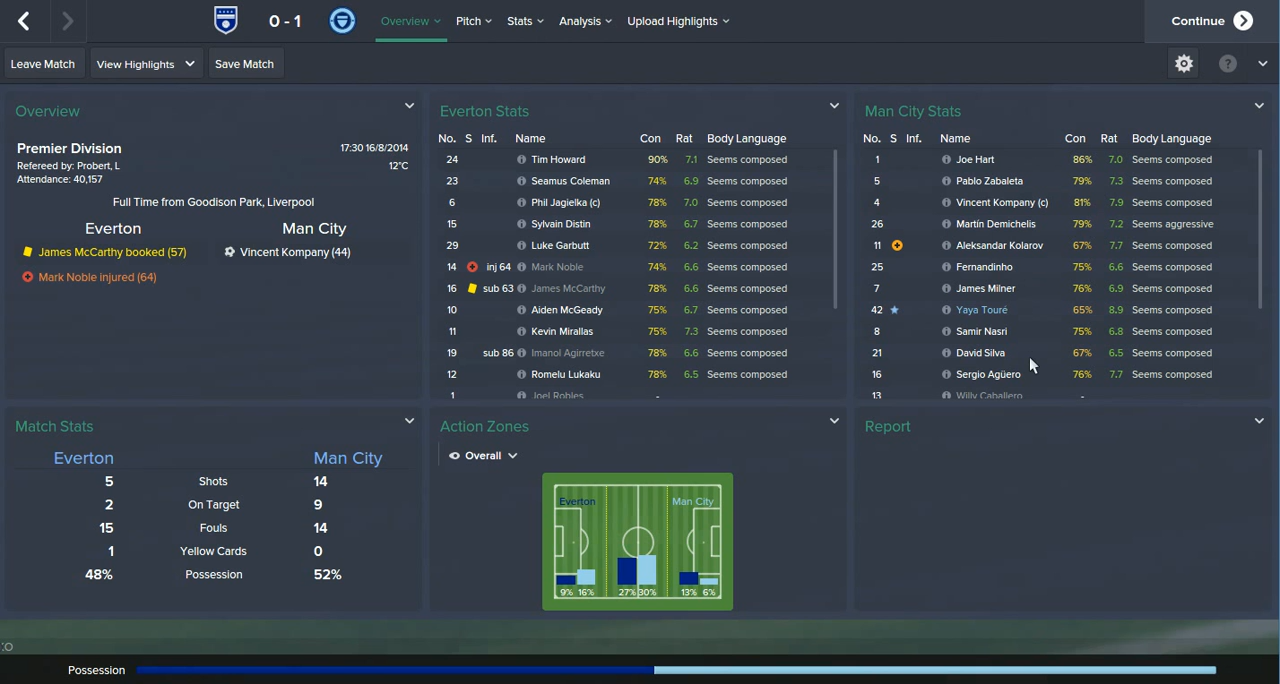 0 - 1 Overview Pitch Stats Analysis Upload Highlights Continue
Leave Match View Highlights Save Match ?
Overview
Premier Division 17:30 16/8/2014
Refereed by: Probert, L 12°C
Attendance: 40,157
Full Time from Goodison Park, Liverpool
Everton Man City
James McCarthy booked (57) Vincent Kompany (44)
Mark Noble injured (64)
Everton Stats
No. S Inf. Name Con Rat Body Language
24 Tim Howard 90% 7.1 Seems composed
23 Seamus Coleman 74% 6.9 Seems composed
6 Phil Jagielka (c) 78% 7.0 Seems composed
15 Sylvain Distin 78% 6.7 Seems composed
29 Luke Garbutt 72% 6.2 Seems composed
14 inj 64 Mark Noble 74% 6.6 Seems composed
16 sub 63 James McCarthy 78% 6.6 Seems composed
10 Aiden McGeady 75% 6.7 Seems composed
11 Kevin Mirallas 75% 7.3 Seems composed
19 sub 86 Imanol Agirretxe 78% 6.6 Seems composed
12 Romelu Lukaku 78% 6.5 Seems composed
1 Joel Robles -
Man City Stats
No. S Inf. Name Con Rat Body Language
1 Joe Hart 86% 7.0 Seems composed
5 Pablo Zabaleta 79% 7.3 Seems composed
4 Vincent Kompany (c) 81% 7.9 Seems composed
26 Martín Demichelis 79% 7.2 Seems aggressive
11 Aleksandar Kolarov 67% 7.7 Seems composed
25 Fernandinho 75% 6.6 Seems composed
7 James Milner 76% 6.9 Seems composed
42 Yaya Touré 65% 8.9 Seems composed
8 Samir Nasri 75% 6.8 Seems composed
21 David Silva 67% 6.5 Seems composed
16 Sergio Agüero 76% 7.7 Seems composed
13 Willy Caballero -
Match Stats
Everton Man City
5 Shots 14
2 On Target 9
15 Fouls 14
1 Yellow Cards 0
48% Possession 52%
Action Zones
Overall
Everton Man City
9% 16% 27% 30% 13% 6%
Report
:O
Possession